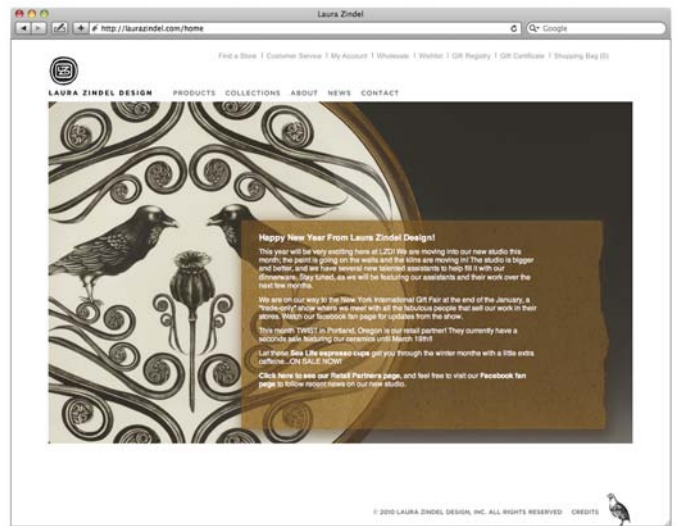 Laura Zindel
http://laurazindel.com/home
Google
Find a Store | Customer Service | My Account | Wholesale | Wishlist | Gift Registry | Gift Certificate | Shopping Bag (0)
LZ
LAURA ZINDEL DESIGN PRODUCTS COLLECTIONS ABOUT NEWS CONTACT
Happy New Year From Laura Zindel Design!
This year will be very exciting here at LZD! We are moving into our new studio this
month; the paint is going on the walls and the kilns are moving in! The studio is bigger
and better, and we have several new talented assistants to help fill it with our
dinnerware. Stay tuned, as we will be featuring our assistants and their work over the
next few months.
We are on our way to the New York International Gift Fair at the end of the January, a
"trade-only" show where we meet with all the fabulous people that sell our work in their
stores. Watch our facebook fan page for updates from the show.
This month TWIST in Portland, Oregon is our retail partner! They currently have a
seconds sale featuring our ceramics until March 19th!!
Let these Sea Life espresso cups get you through the winter months with a little extra
caffeine...ON SALE NOW!
Click here to see our Retail Partners page, and feel free to visit our Facebook fan
page to follow recent news on our new studio.
© 2010 LAURA ZINDEL DESIGN, INC. ALL RIGHTS RESERVED CREDITS